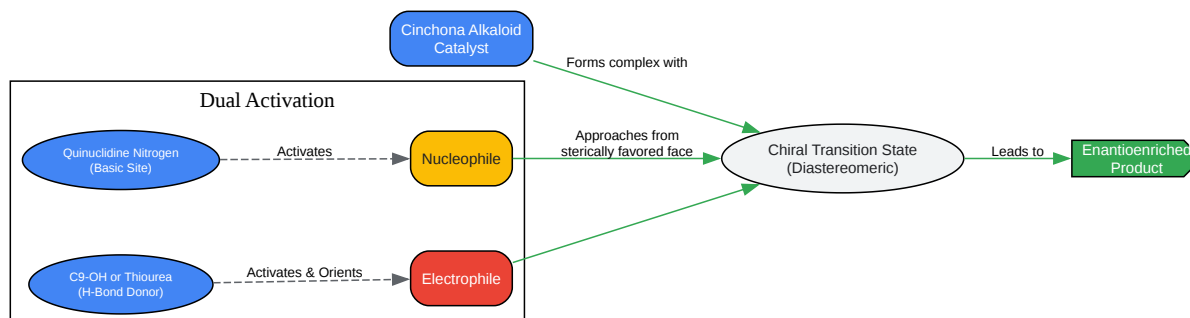 Cinchona Alkaloid
Catalyst
Forms complex with
Dual Activation
Quinuclidine Nitrogen
(Basic Site)
Activates
Nucleophile
Approaches from
sterically favored face
Chiral Transition State
(Diastereomeric)
Leads to
Enantioenriched
Product
C9-OH or Thiourea
(H-Bond Donor)
Activates & Orients
Electrophile